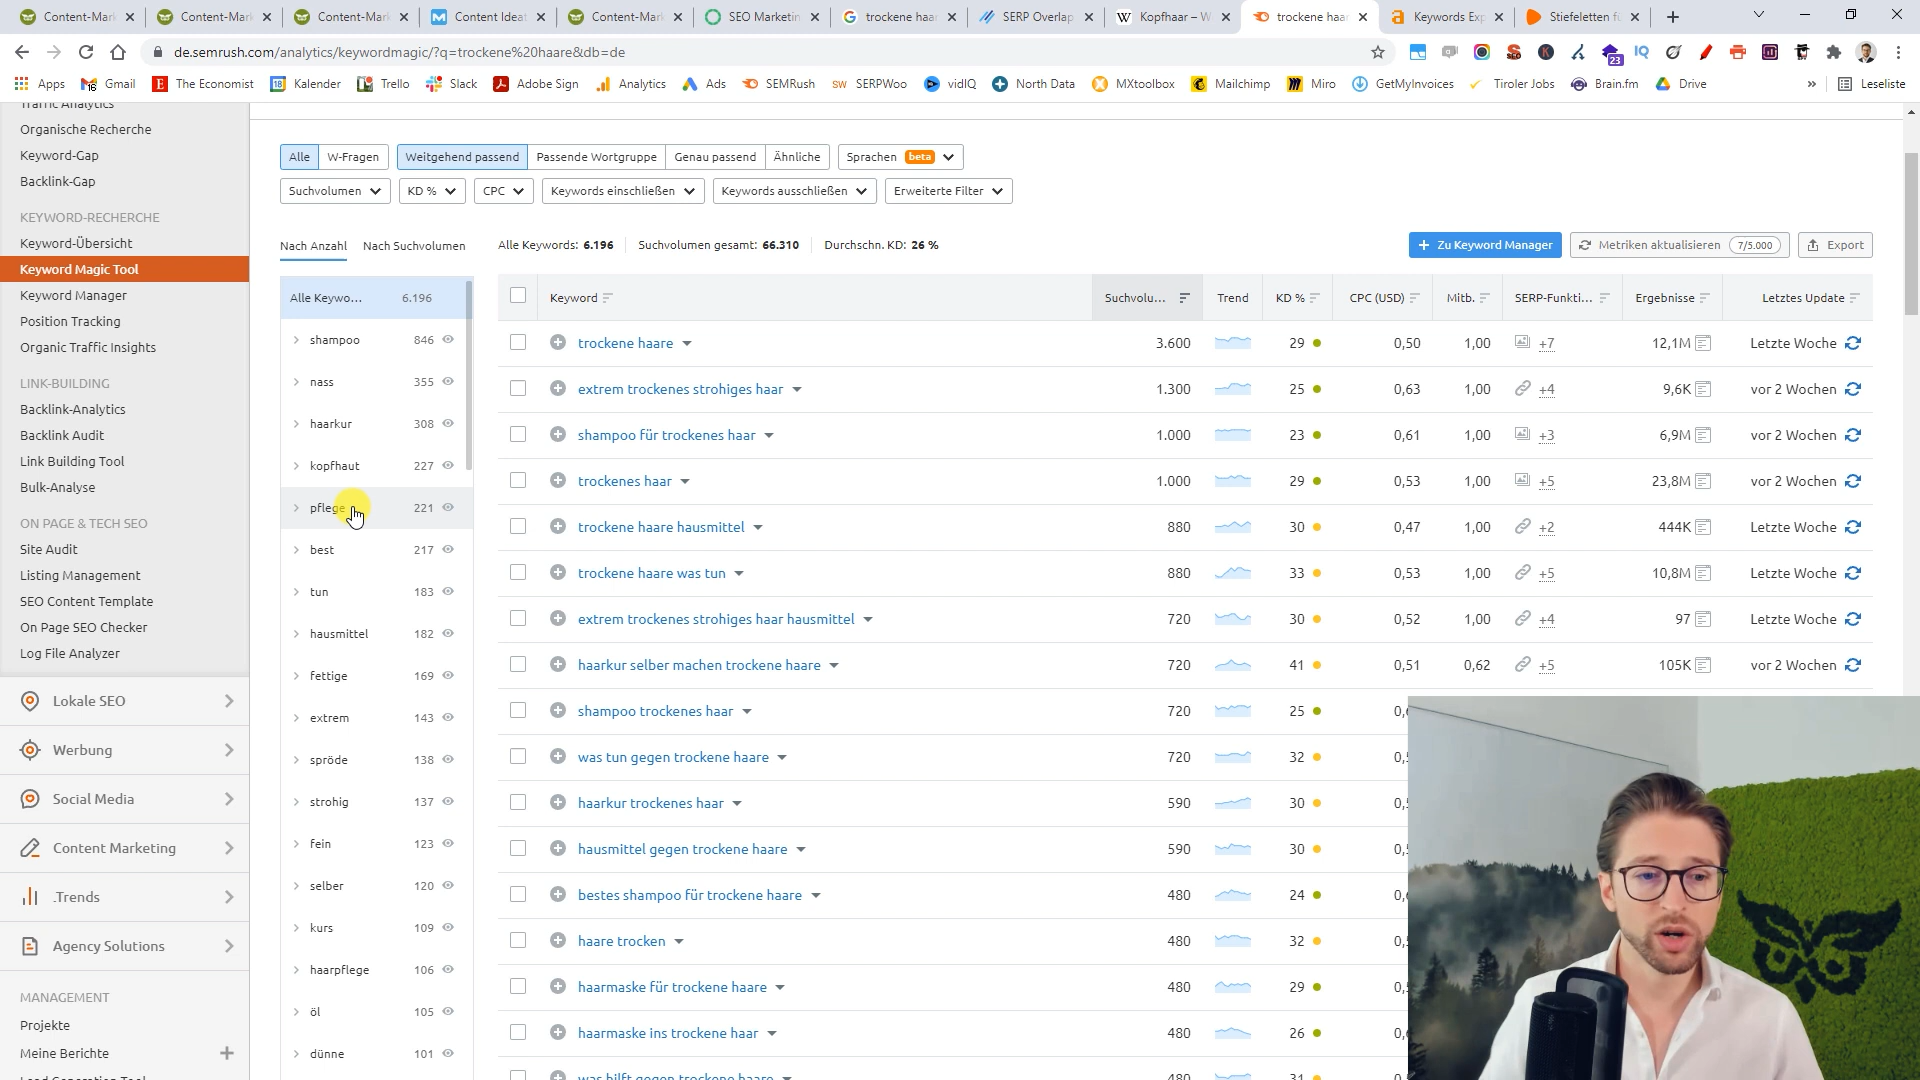 Content-Mark
Content-Mark
Content-Mark
Content Ideat
Content-Mark
SEO Marketin
trockene haar
SERP Overlap
Kopfhaar – W
trockene haar
Keywords Exp
Stiefeletten fü
de.semrush.com/analytics/keywordmagic/?q=trockene%20haare&db=de
23
Apps
Gmail
The Economist
Kalender
Trello
Slack
Adobe Sign
Analytics
Ads
SEMRush
SERPWoo
vidIQ
North Data
MXtoolbox
Mailchimp
Miro
GetMyInvoices
Tiroler Jobs
Brain.fm
Drive
Leseliste
Traffic Analytics
Organische Recherche
Keyword-Gap
Backlink-Gap
KEYWORD-RECHERCHE
Keyword-Übersicht
Keyword Magic Tool
Keyword Manager
Position Tracking
Organic Traffic Insights
LINK-BUILDING
Backlink-Analytics
Backlink Audit
Link Building Tool
Bulk-Analyse
ON PAGE & TECH SEO
Site Audit
Listing Management
SEO Content Template
On Page SEO Checker
Log File Analyzer
Lokale SEO
Werbung
Social Media
Content Marketing
.Trends
Agency Solutions
MANAGEMENT
Projekte
Meine Berichte
Lead Generation Tool
Alle W-Fragen Weitgehend passend Passende Wortgruppe Genau passend Ähnliche Sprachen beta
Suchvolumen KD % CPC Keywords einschließen Keywords ausschließen Erweiterte Filter
Nach Anzahl Nach Suchvolumen
Alle Keywords: 6.196 Suchvolumen gesamt: 66.310 Durchschn. KD: 26 %
+ Zu Keyword Manager Metriken aktualisieren 7/5.000 Export
Alle Keywo... 6.196
shampoo 846
nass 355
haarkur 308
kopfhaut 227
pflege 221
best 217
tun 183
hausmittel 182
fettige 169
extrem 143
spröde 138
strohig 137
fein 123
selber 120
kurs 109
haarpflege 106
öl 105
dünne 101
Keyword Suchvolu... Trend KD % CPC (USD) Mitb. SERP-Funkti... Ergebnisse Letztes Update
trockene haare 3.600 29 0,50 1,00 +7 12,1M Letzte Woche
extrem trockenes strohiges haar 1.300 25 0,63 1,00 +4 9,6K vor 2 Wochen
shampoo für trockenes haar 1.000 23 0,61 1,00 +3 6,9M vor 2 Wochen
trockenes haar 1.000 29 0,53 1,00 +5 23,8M vor 2 Wochen
trockene haare hausmittel 880 30 0,47 1,00 +2 444K Letzte Woche
trockene haare was tun 880 33 0,53 1,00 +5 10,8M Letzte Woche
extrem trockenes strohiges haar hausmittel 720 30 0,52 1,00 +4 97 Letzte Woche
haarkur selber machen trockene haare 720 41 0,51 0,62 +5 105K vor 2 Wochen
shampoo trockenes haar 720 25
was tun gegen trockene haare 720 32
haarkur trockenes haar 590 30
hausmittel gegen trockene haare 590 30
bestes shampoo für trockene haare 480 24
haare trocken 480 32
haarmaske für trockene haare 480 29
haarmaske ins trockene haar 480 26
was hilft gegen trockene haare 480 31